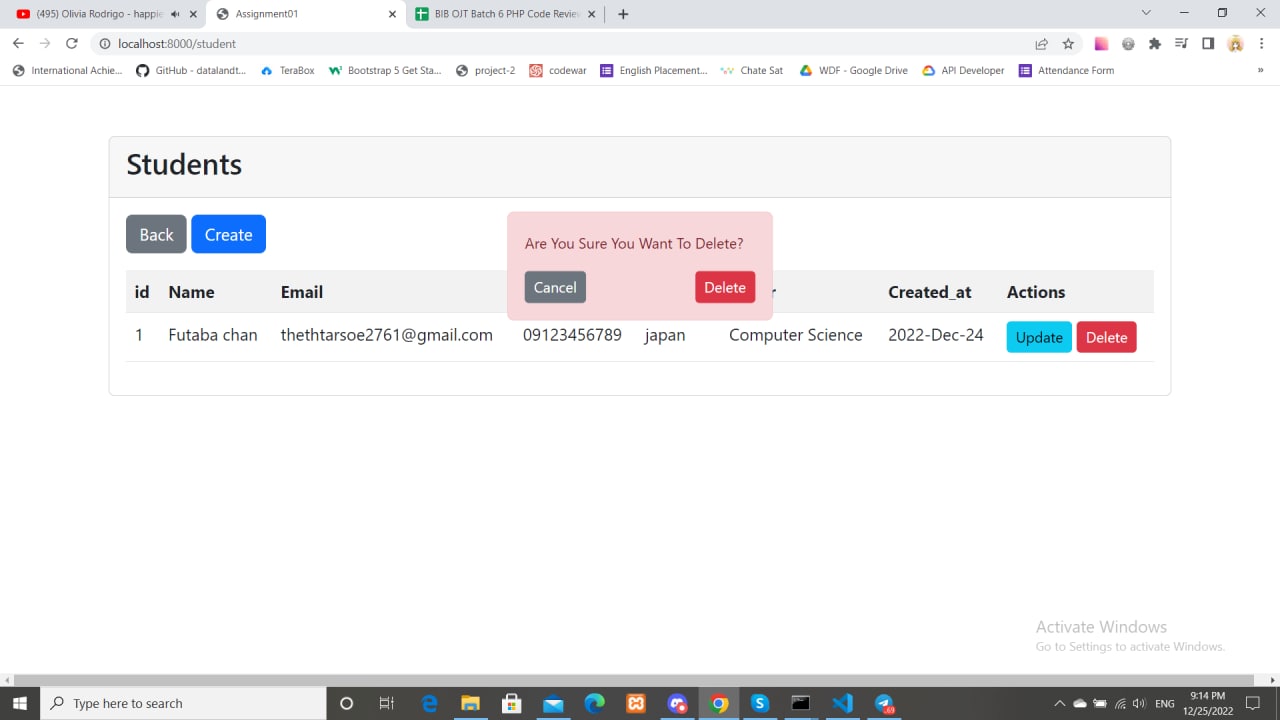 (495) Olivia Rodrigo - happie
Assignment01
BIB OJT Batch 6 PHP Code Review
localhost:8000/student
International Achie...
GitHub - datalandt...
TeraBox
Bootstrap 5 Get Sta...
project-2
codewar
English Placement...
Chate Sat
WDF - Google Drive
API Developer
Attendance Form
»
Students
Back
Create
Are You Sure You Want To Delete?
Cancel
Delete
id Name Email Created_at Actions
1 Futaba chan thethtarsoe2761@gmail.com 09123456789 japan Computer Science 2022-Dec-24 Update Delete
Activate Windows
Go to Settings to activate Windows.
Type here to search
69
ENG
9:14 PM
12/25/2022